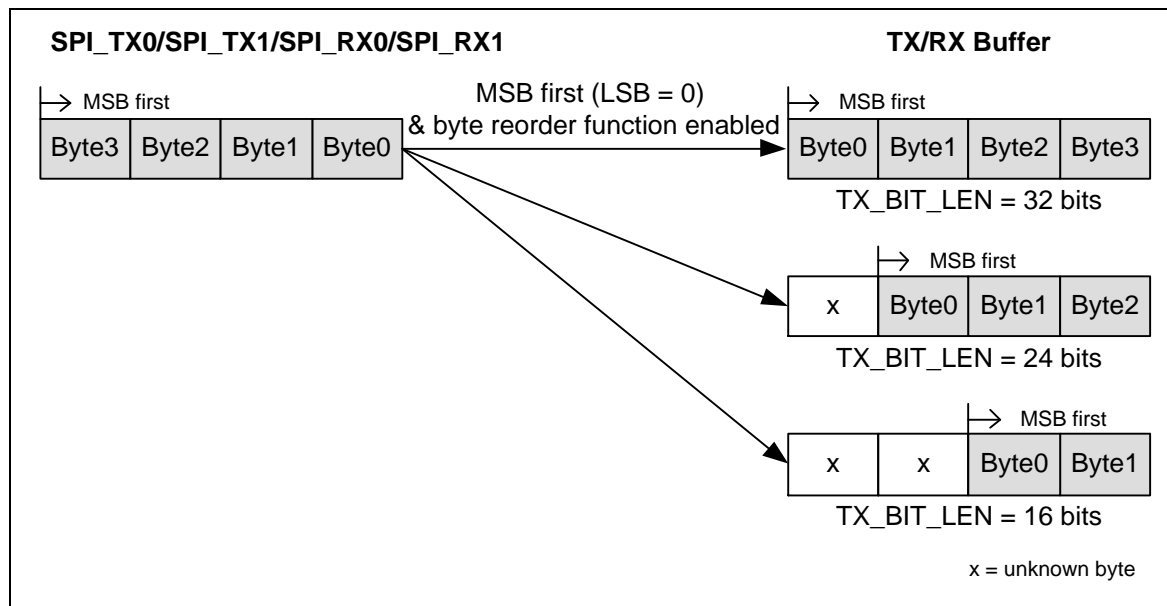 SPI_TX0/SPI_TX1/SPI_RX0/SPI_RX1
TX/RX Buffer
MSB first
MSB first (LSB = 0)
& byte reorder function enabled
MSB first
Byte3 Byte2 Byte1 Byte0
Byte0 Byte1 Byte2 Byte3
TX_BIT_LEN = 32 bits
MSB first
x Byte0 Byte1 Byte2
TX_BIT_LEN = 24 bits
MSB first
x x Byte0 Byte1
TX_BIT_LEN = 16 bits
x = unknown byte